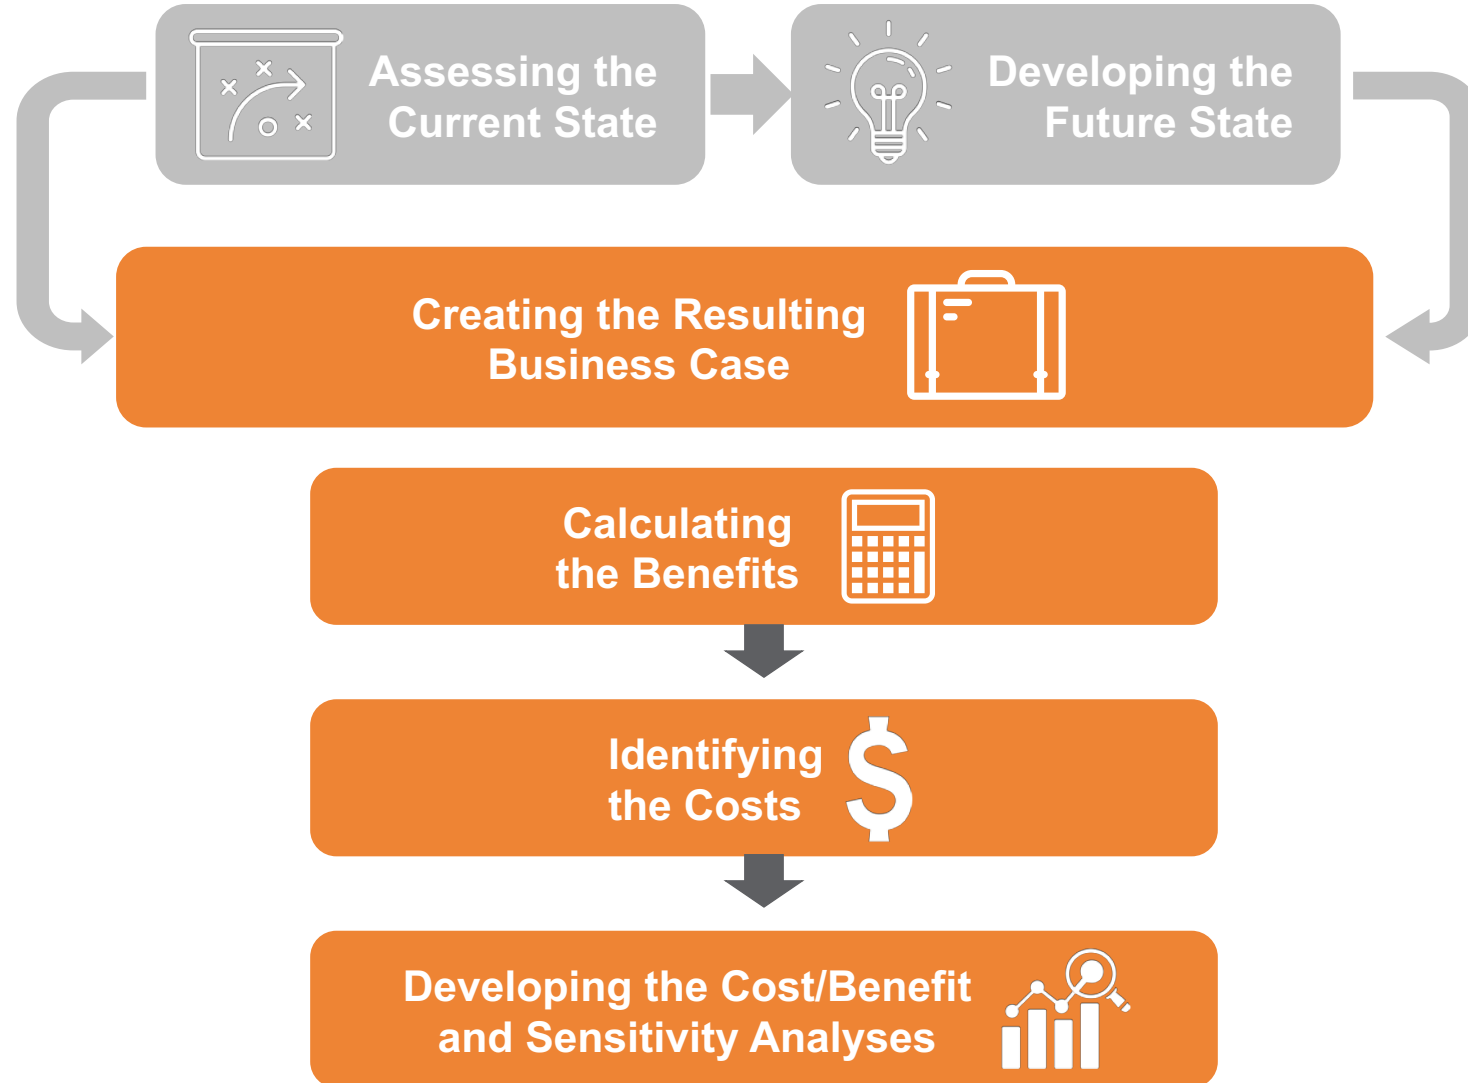 Assessing the
Current State
Developing the
Future State
Creating the Resulting
Business Case
Calculating
the Benefits
Identifying
the Costs
$
Developing the Cost/Benefit
and Sensitivity Analyses